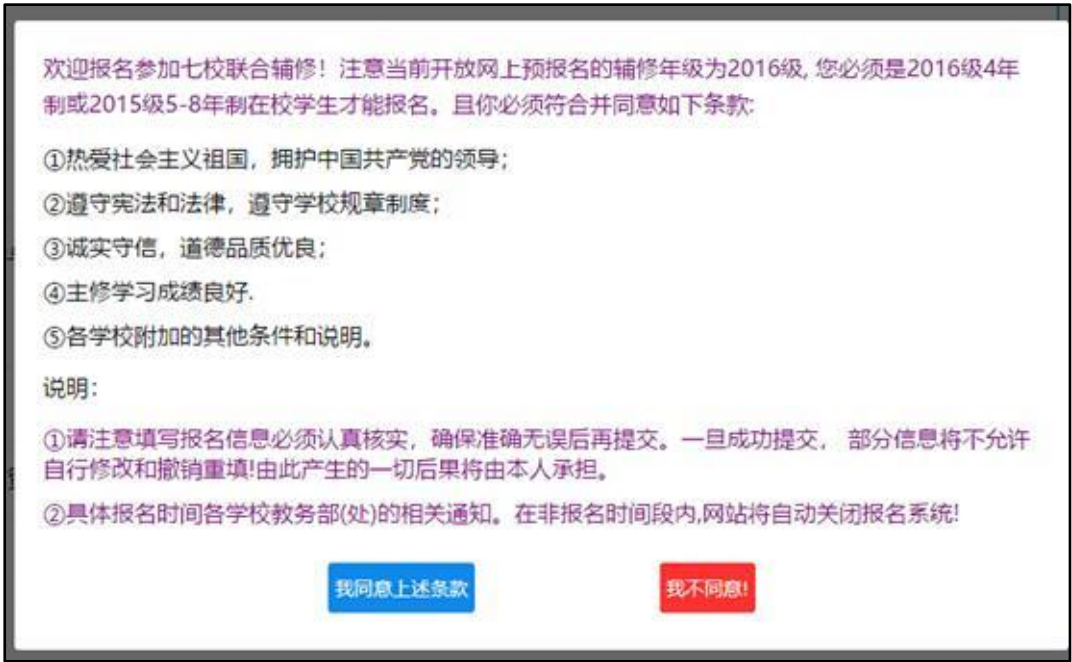 欢迎报名参加七校联合辅修！注意当前开放网上预报名的辅修年级为2016级, 您必须是2016级4年
制或2015级5-8年制在校学生才能报名。且你必须符合并同意如下条款:
①热爱社会主义祖国，拥护中国共产党的领导；
②遵守宪法和法律，遵守学校规章制度；
③诚实守信，道德品质优良；
④主修学习成绩良好.
⑤各学校附加的其他条件和说明。
说明：
①请注意填写报名信息必须认真核实，确保准确无误后再提交。一旦成功提交， 部分信息将不允许
自行修改和撤销重填!由此产生的一切后果将由本人承担。
②具体报名时间各学校教务部(处)的相关通知。在非报名时间段内,网站将自动关闭报名系统!
我同意上述条款
我不同意!